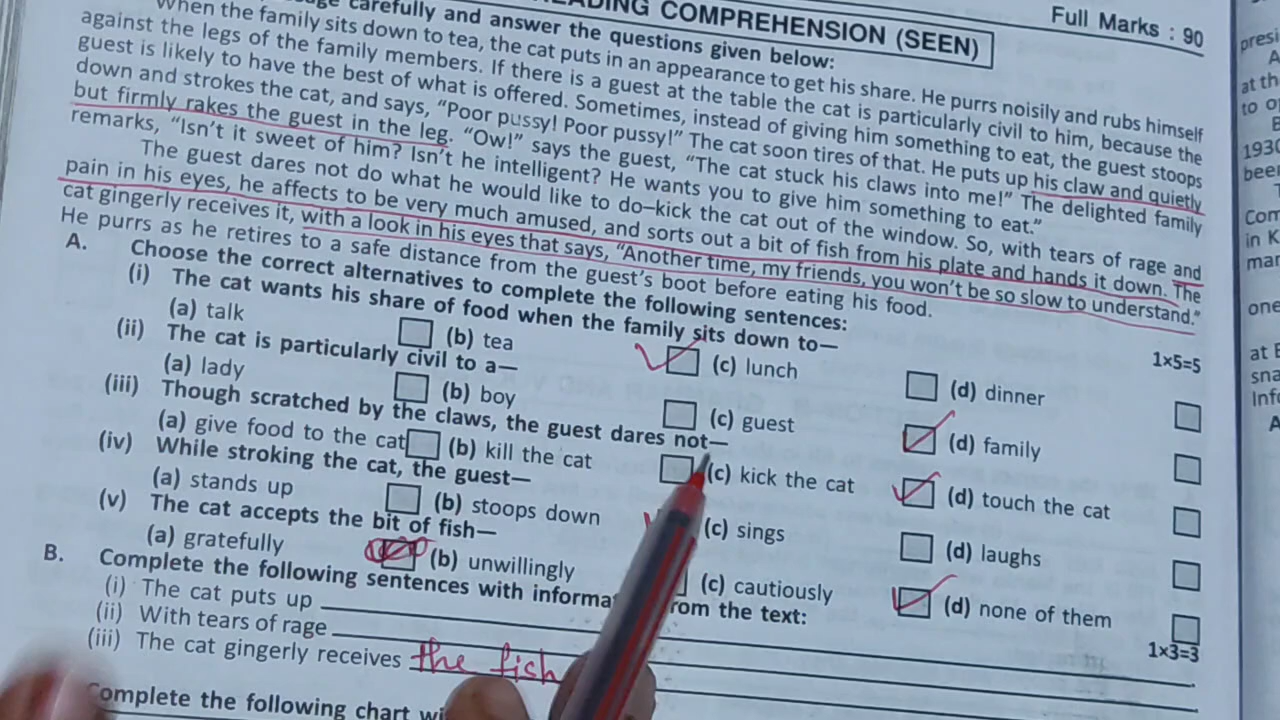 READING COMPREHENSION (SEEN)
Full Marks : 90
carefully and answer the questions given below:
When the family sits down to tea, the cat puts in an appearance to get his share. He purrs noisily and rubs himself
against the legs of the family members. If there is a guest at the table the cat is particularly civil to him, because the
guest is likely to have the best of what is offered. Sometimes, instead of giving him something to eat, the guest stoops
down and strokes the cat, and says, “Poor pussy! Poor pussy!” The cat soon tires of that. He puts up his claw and quietly
but firmly rakes the guest in the leg. “Ow!” says the guest, “The cat stuck his claws into me!” The delighted family
remarks, “Isn’t it sweet of him? Isn’t he intelligent? He wants you to give him something to eat.”
The guest dares not do what he would like to do—kick the cat out of the window. So, with tears of rage and
pain in his eyes, he affects to be very much amused, and sorts out a bit of fish from his plate and hands it down. The
cat gingerly receives it, with a look in his eyes that says, “Another time, my friends, you won’t be so slow to understand.”
He purrs as he retires to a safe distance from the guest’s boot before eating his food.
A. Choose the correct alternatives to complete the following sentences: 1×5=5
(i) The cat wants his share of food when the family sits down to—
(a) talk (b) tea (c) lunch (d) dinner
(ii) The cat is particularly civil to a—
(a) lady (b) boy (c) guest (d) family
(iii) Though scratched by the claws, the guest dares not—
(a) give food to the cat (b) kill the cat (c) kick the cat (d) touch the cat
(iv) While stroking the cat, the guest—
(a) stands up (b) stoops down (c) sings (d) laughs
(v) The cat accepts the bit of fish—
(a) gratefully (b) unwillingly (c) cautiously (d) none of them
B. Complete the following sentences with from the text: 1×3=3
(i) The cat puts up
(ii) With tears of rage
(iii) The cat gingerly receives the fish
Complete the following chart
presi
at th
to
1930
been
Com
in K
mar
one
at
sna
Info